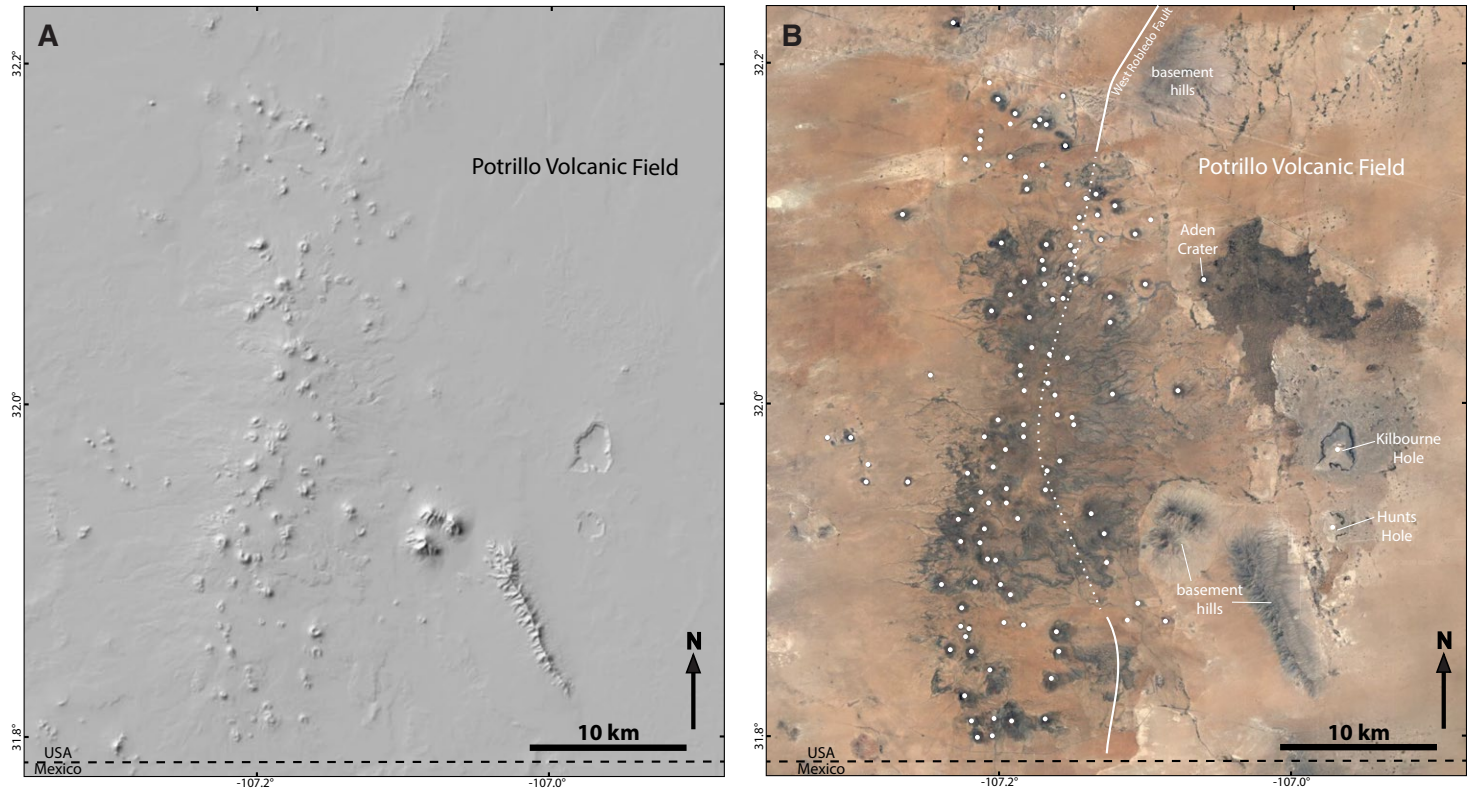 A
32.2°
Potrillo Volcanic Field
32.0°
N
10 km
31.8°
USA
Mexico
-107.2°
-107.0°
B
32.2°
West Robledo Fault
basement
hills
Potrillo Volcanic Field
Aden
Crater
32.0°
Kilbourne
Hole
Hunts
Hole
basement
hills
N
10 km
31.8°
USA
Mexico
-107.2°
-107.0°